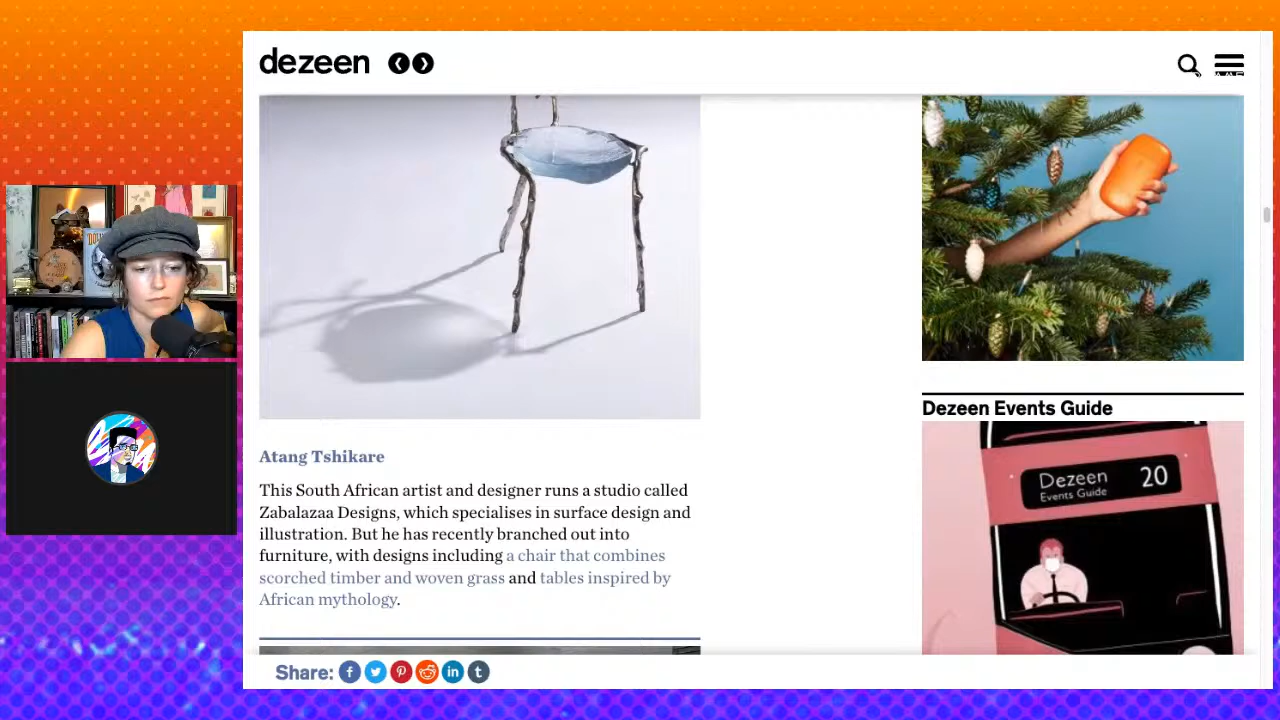 dezeen
Atang Tshikare
This South African artist and designer runs a studio called
Zabalazaa Designs, which specialises in surface design and
illustration. But he has recently branched out into
furniture, with designs including a chair that combines
scorched timber and woven grass and tables inspired by
African mythology.
Share:
Dezeen Events Guide
Dezeen 20
Events Guide